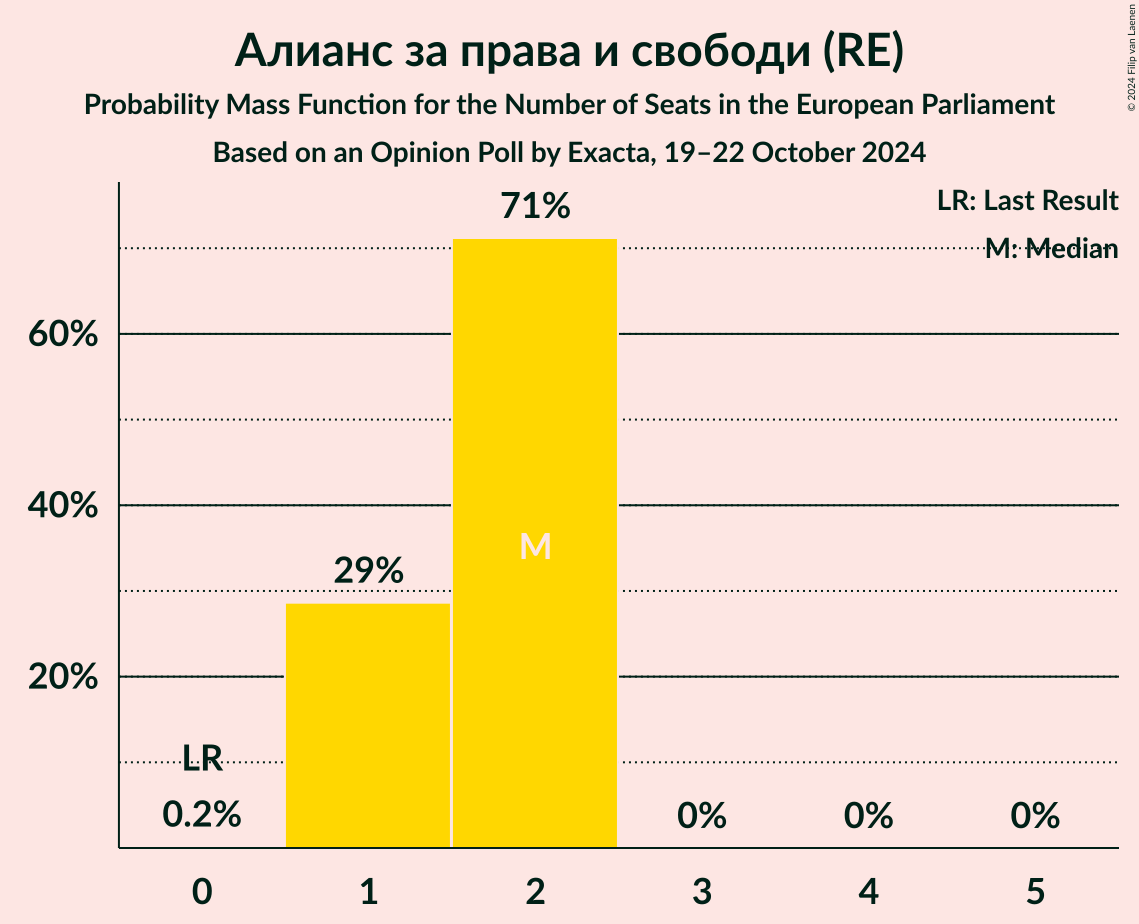 Алианс за права и свободи (RE)
Probability Mass Function for the Number of Seats in the European Parliament
Based on an Opinion Poll by Exacta, 19–22 October 2024
© 2024 Filip van Laenen
LR: Last Result
M: Median
71%
60%
40%
M
29%
20%
LR
0.2%
0%
0%
0%
0
1
2
3
4
5